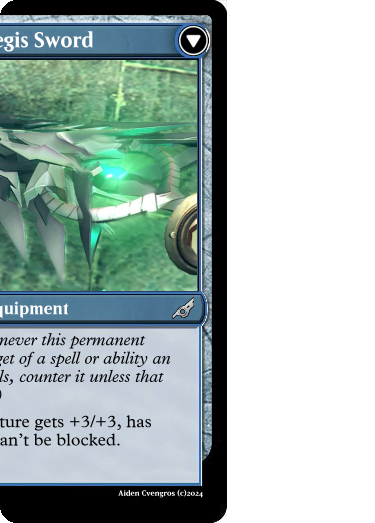 egis Sword
quipment
never this permanent
get of a spell or ability an
ls, counter it unless that
)
ture gets +3/+3, has
an't be blocked.
Aiden Cvengros (c)2024